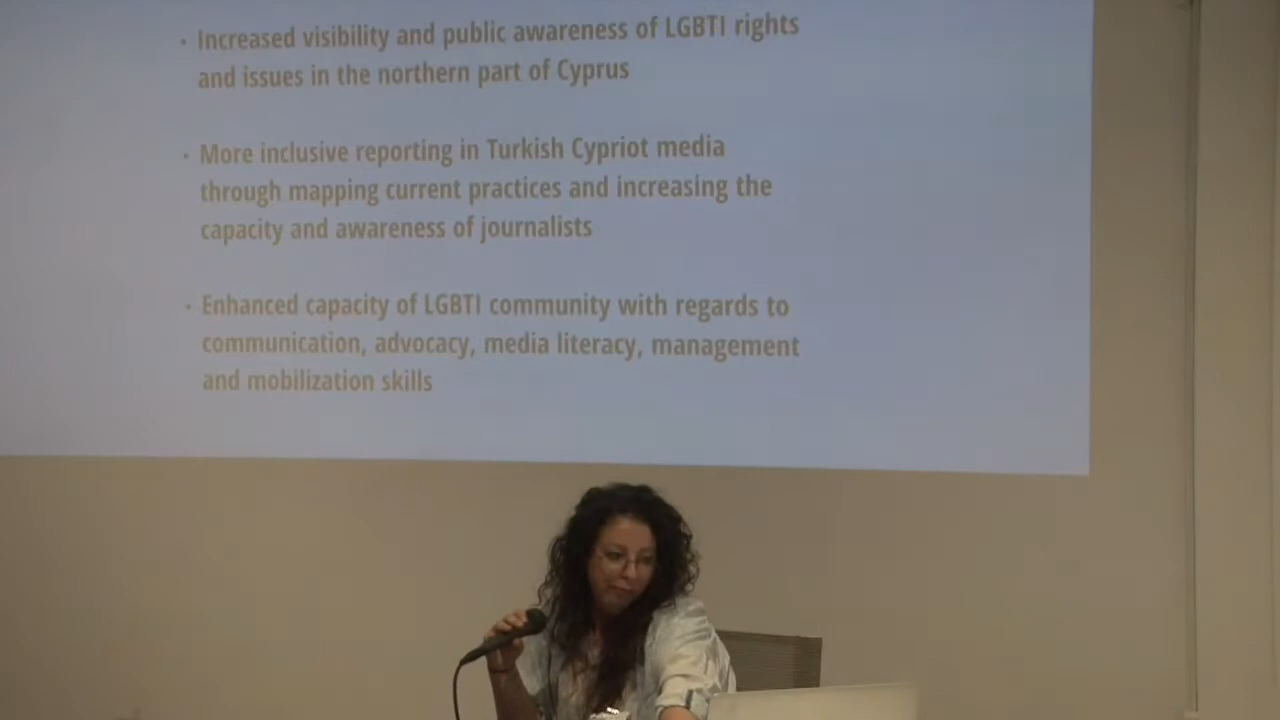 · Increased visibility and public awareness of LGBTI rights
and issues in the northern part of Cyprus
· More inclusive reporting in Turkish Cypriot media
through mapping current practices and increasing the
capacity and awareness of journalists
· Enhanced capacity of LGBTI community with regards to
communication, advocacy, media literacy, management
and mobilization skills